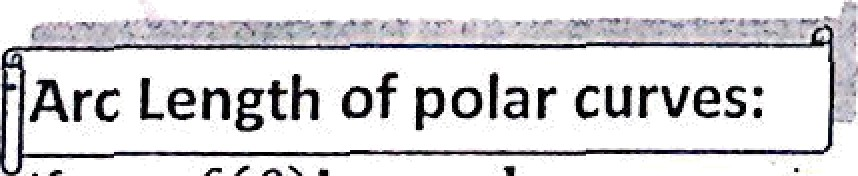 Arc Length of polar curves: